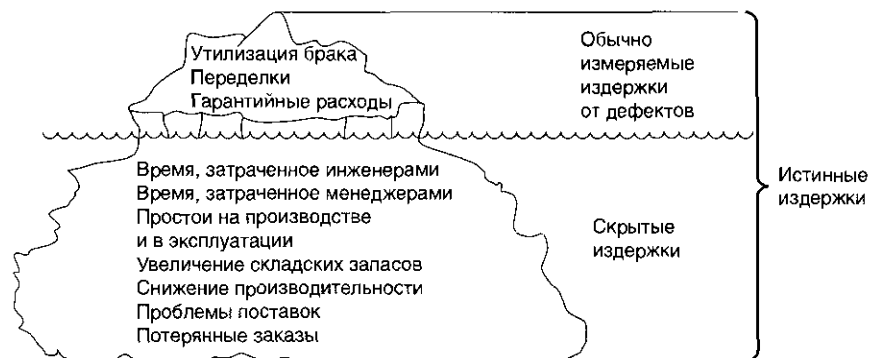 Утилизация брака
Переделки
Гарантийные расходы
Обычно
измеряемые
издержки
от дефектов
Время, затраченное инженерами
Время, затраченное менеджерами
Простои на производстве
и в эксплуатации
Увеличение складских запасов
Снижение производительности
Проблемы поставок
Потерянные заказы
Скрытые
издержки
Истинные
издержки